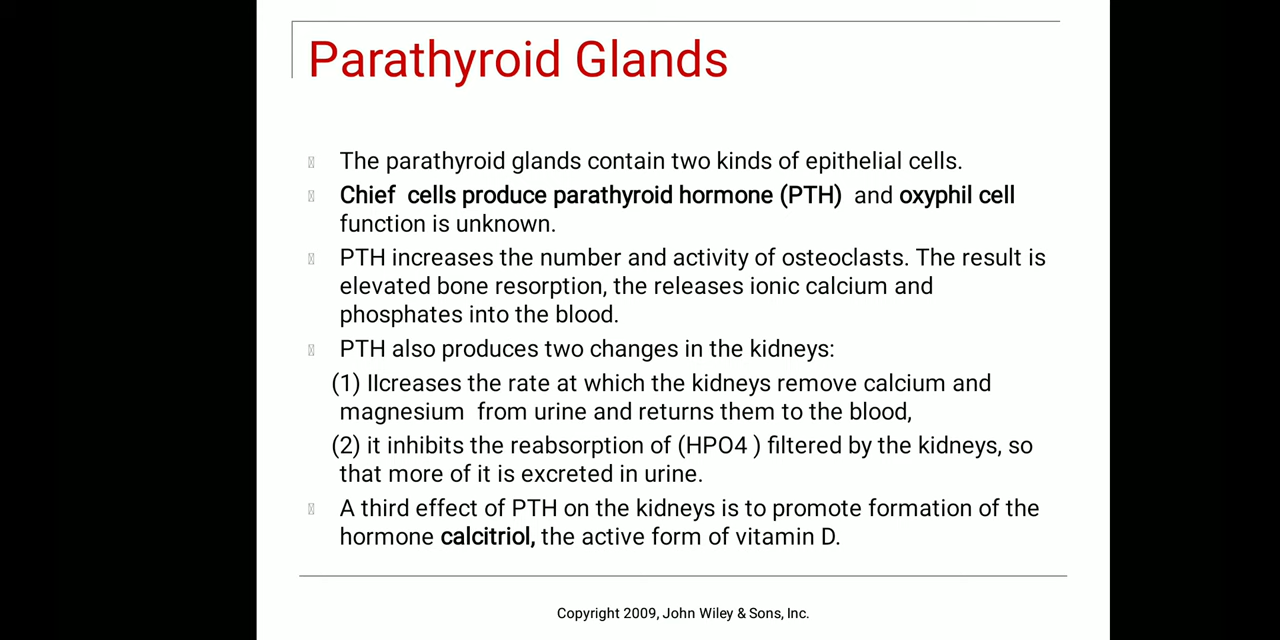 Parathyroid Glands
The parathyroid glands contain two kinds of epithelial cells.
Chief cells produce parathyroid hormone (PTH) and oxyphil cell
function is unknown.
PTH increases the number and activity of osteoclasts. The result is
elevated bone resorption, the releases ionic calcium and
phosphates into the blood.
PTH also produces two changes in the kidneys:
(1) IIcreases the rate at which the kidneys remove calcium and
magnesium from urine and returns them to the blood,
(2) it inhibits the reabsorption of (HPO4 ) filtered by the kidneys, so
that more of it is excreted in urine.
A third effect of PTH on the kidneys is to promote formation of the
hormone calcitriol, the active form of vitamin D.
Copyright 2009, John Wiley & Sons, Inc.